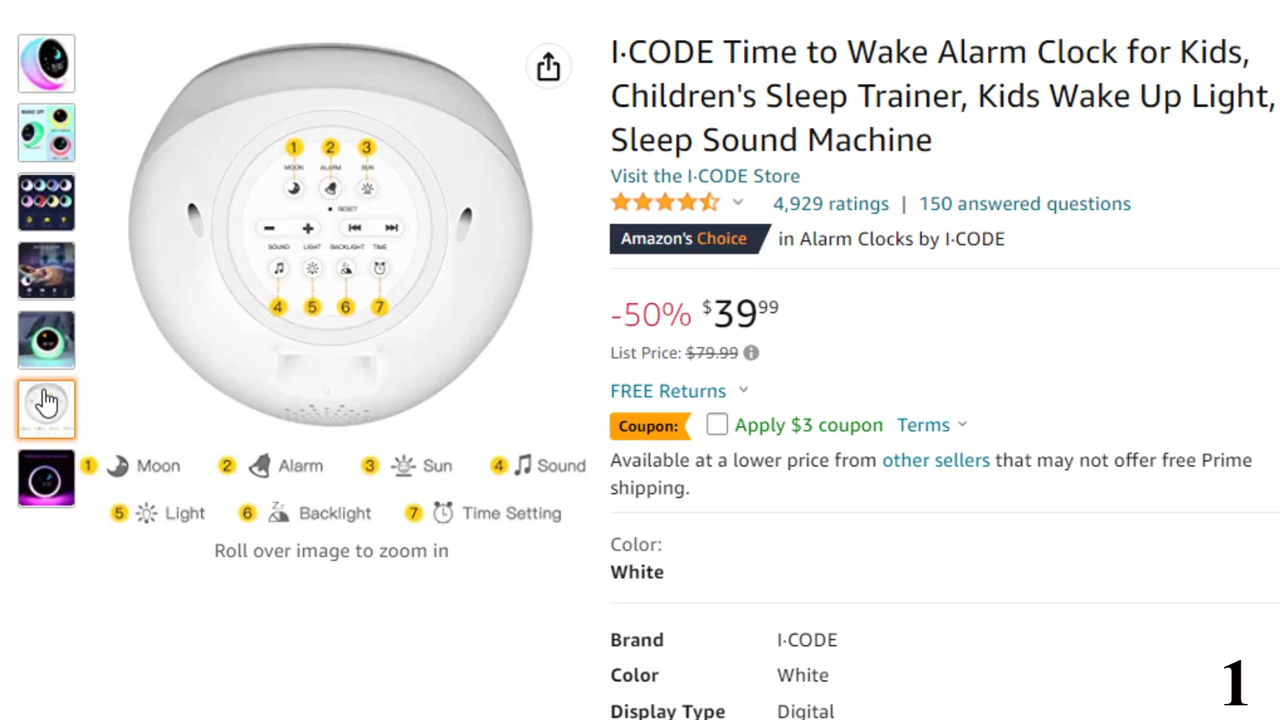 I·CODE Time to Wake Alarm Clock for Kids,
Children's Sleep Trainer, Kids Wake Up Light,
Sleep Sound Machine
Visit the I·CODE Store
4,929 ratings | 150 answered questions
Amazon's Choice in Alarm Clocks by I·CODE
-50% $39 99
List Price: $79.99
FREE Returns
Coupon: Apply $3 coupon Terms
Available at a lower price from other sellers that may not offer free Prime
shipping.
Color:
White
Brand I·CODE
Color White
Display Type Digital
1 2 3
MOON ALARM SUN
RESET
SOUND LIGHT BACKLIGHT TIME
4 5 6 7
1 Moon 2 Alarm 3 Sun 4 Sound
5 Light 6 Backlight 7 Time Setting
Roll over image to zoom in
1